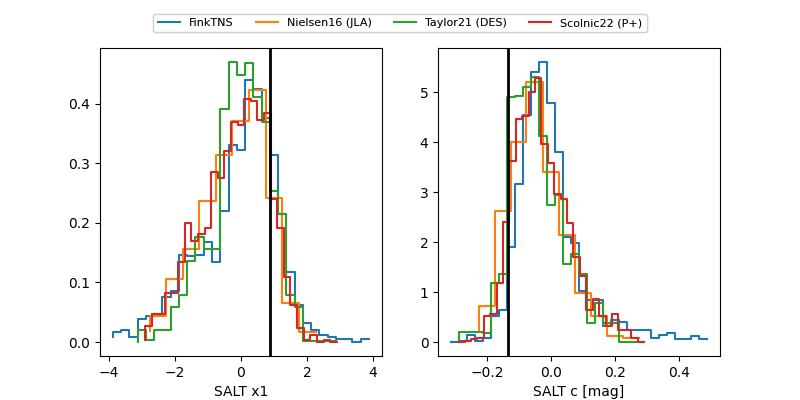 FinkTNS Nielsen16 (JLA) Taylor21 (DES) Scolnic22 (P+)
0.4
0.3
0.2
0.1
0.0
−4 −2 0 2 4
SALT x1
5
4
3
2
1
0
−0.2 0.0 0.2 0.4
SALT c [mag]